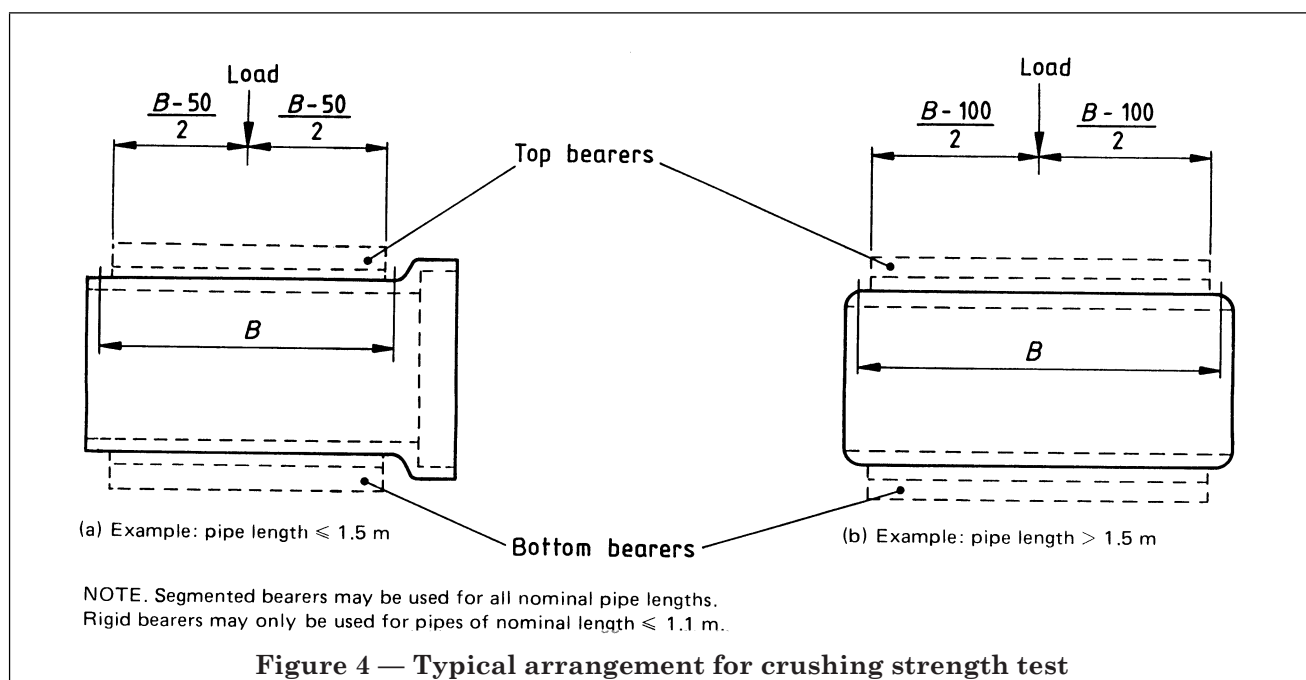 Load
B - 50
2
B - 50
2
Load
B - 100
2
B - 100
2
Top bearers
B
B
(a) Example: pipe length ⩽ 1.5 m
Bottom bearers
(b) Example: pipe length > 1.5 m
NOTE. Segmented bearers may be used for all nominal pipe lengths.
Rigid bearers may only be used for pipes of nominal length ⩽ 1.1 m.
Figure 4 — Typical arrangement for crushing strength test